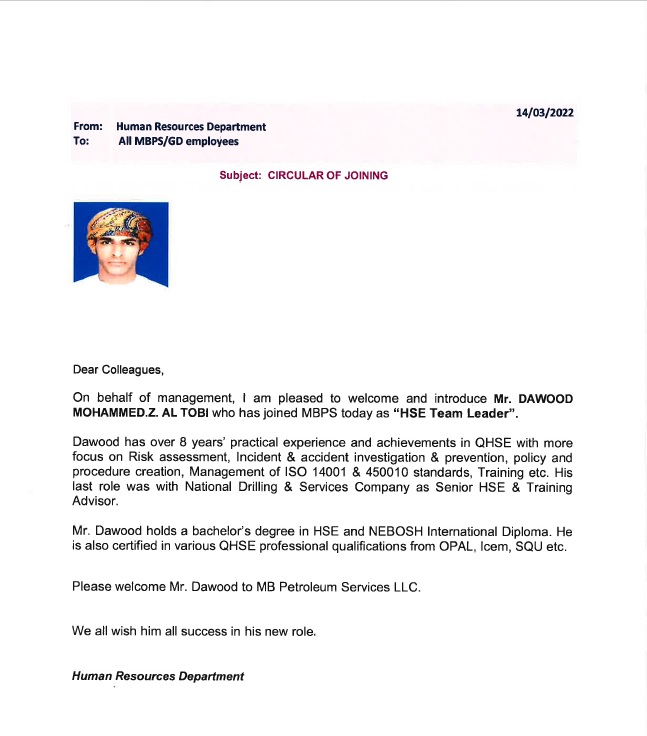 14/03/2022
From: Human Resources Department
To: All MBPS/GD employees
Subject: CIRCULAR OF JOINING
Dear Colleagues,
On behalf of management, I am pleased to welcome and introduce Mr. DAWOOD
MOHAMMED.Z. AL TOBI who has joined MBPS today as “HSE Team Leader”.
Dawood has over 8 years’ practical experience and achievements in QHSE with more
focus on Risk assessment, Incident & accident investigation & prevention, policy and
procedure creation, Management of ISO 14001 & 450010 standards, Training etc. His
last role was with National Drilling & Services Company as Senior HSE & Training
Advisor.
Mr. Dawood holds a bachelor’s degree in HSE and NEBOSH International Diploma. He
is also certified in various QHSE professional qualifications from OPAL, Icem, SQU etc.
Please welcome Mr. Dawood to MB Petroleum Services LLC.
We all wish him all success in his new role.
Human Resources Department